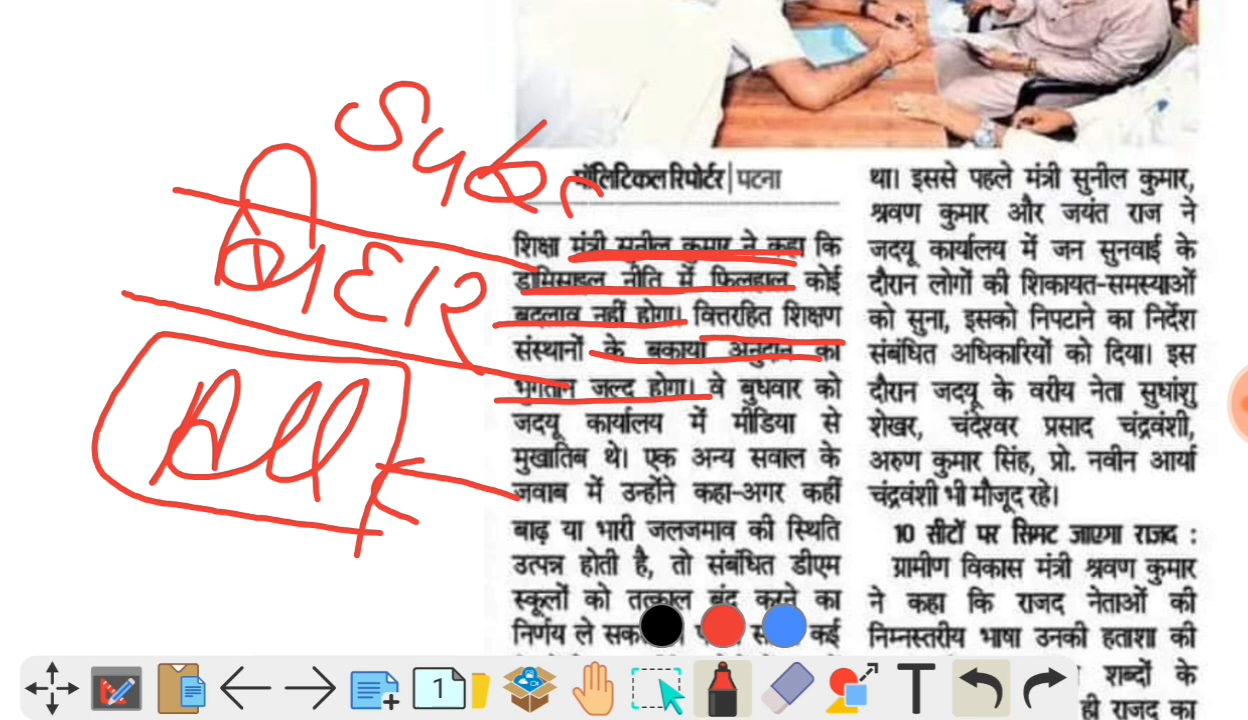 पॉलिटिकल रिपोर्टर | पटना
शिक्षा मंत्री सुनील कुमार ने कहा कि
डोमिसाइल नीति में फिलहाल कोई
बदलाव नहीं होगा। वित्तरहित शिक्षण
संस्थानों के बकाया अनुदान का
भुगतान जल्द होगा। वे बुधवार को
जदयू कार्यालय में मीडिया से
मुखातिब थे। एक अन्य सवाल के
जवाब में उन्होंने कहा-अगर कहीं
बाढ़ या भारी जलजमाव की स्थिति
उत्पन्न होती है, तो संबंधित डीएम
स्कूलों को तत्काल बंद करने का
निर्णय ले कई
था। इससे पहले मंत्री सुनील कुमार,
श्रवण कुमार और जयंत राज ने
जदयू कार्यालय में जन सुनवाई के
दौरान लोगों की शिकायत-समस्याओं
को सुना, इसको निपटाने का निर्देश
संबंधित अधिकारियों को दिया। इस
दौरान जदयू के वरीय नेता सुधांशु
शेखर, चंदेश्वर प्रसाद चंद्रवंशी,
अरुण कुमार सिंह, प्रो. नवीन आर्या
चंद्रवंशी भी मौजूद रहे।
10 सीटों पर सिमट जाएगा राजद :
ग्रामीण विकास मंत्री श्रवण कुमार
ने कहा कि राजद नेताओं की
निम्नस्तरीय भाषा उनकी हताशा की
शब्दों के
ही राजद का
बिहार
All
1
T